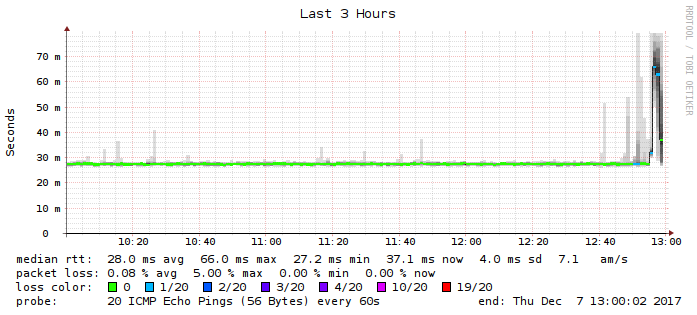 Last 3 Hours
RRDTOOL / TOBI OETIKER
Seconds
70 m
60 m
50 m
40 m
30 m
20 m
10 m
0
10:20 10:40 11:00 11:20 11:40 12:00 12:20 12:40 13:00
median rtt: 28.0 ms avg 66.0 ms max 27.2 ms min 37.1 ms now 4.0 ms sd 7.1 am/s
packet loss: 0.08 % avg 5.00 % max 0.00 % min 0.00 % now
loss color: 0 1/20 2/20 3/20 4/20 10/20 19/20
probe: 20 ICMP Echo Pings (56 Bytes) every 60s end: Thu Dec 7 13:00:02 2017